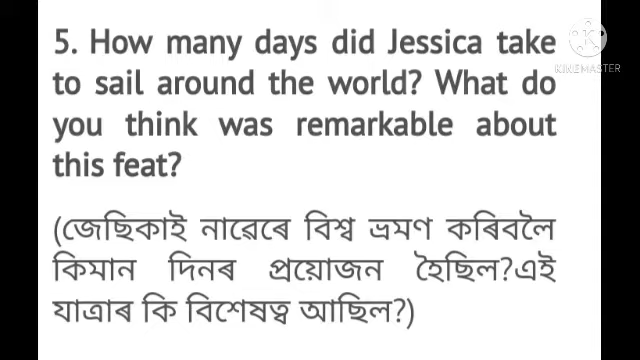 5. How many days did Jessica take
to sail around the world? What do
you think was remarkable about
this feat?
(জেছিকাই নাৱেৰে বিশ্ব ভ্ৰমণ কৰিবলৈ
কিমান দিনৰ প্ৰয়োজন হৈছিল?এই
যাত্ৰাৰ কি বিশেষত্ব আছিল?)
KINEMASTER